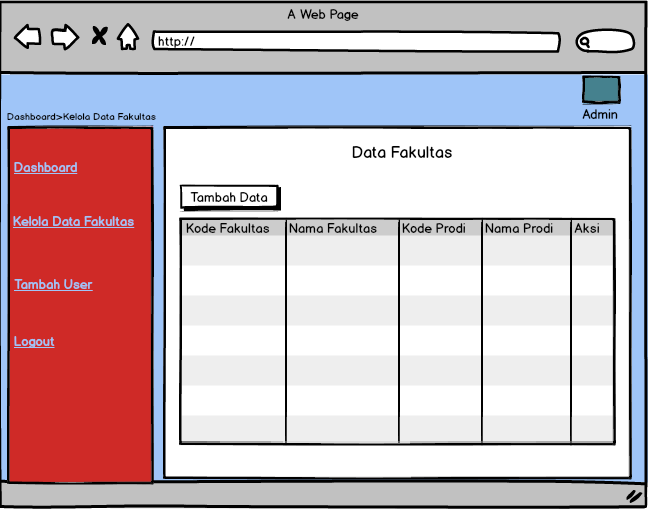 A Web Page
http://
Admin
Dashboard>Kelola Data Fakultas
Dashboard
Kelola Data Fakultas
Tambah User
Logout
Data Fakultas
Tambah Data
Kode Fakultas Nama Fakultas Kode Prodi Nama Prodi Aksi